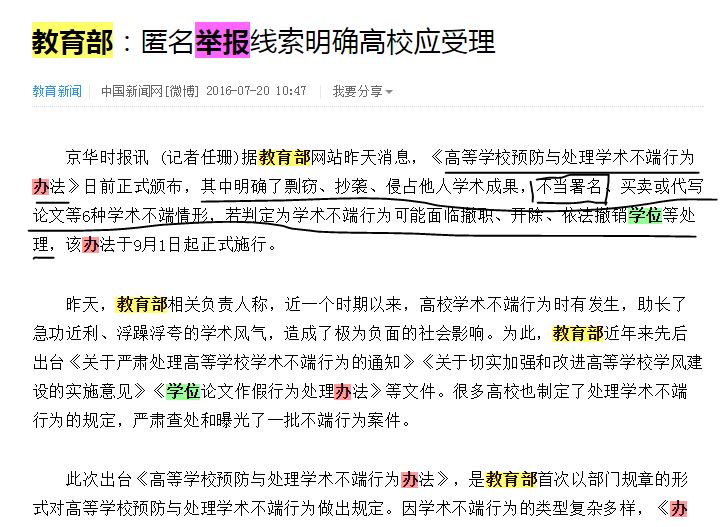 教育部：匿名举报线索明确高校应受理
教育新闻 中国新闻网[微博] 2016-07-20 10:47 我要分享
京华时报讯 (记者任珊)据教育部网站昨天消息，《高等学校预防与处理学术不端行为
办法》日前正式颁布，其中明确了剽窃、抄袭、侵占他人学术成果，不当署名、买卖或代写
论文等6种学术不端情形，若判定为学术不端行为可能面临撤职、开除、依法撤销学位等处
理，该办法于9月1日起正式施行。
昨天，教育部相关负责人称，近一个时期以来，高校学术不端行为时有发生，助长了
急功近利、浮躁浮夸的学术风气，造成了极为负面的社会影响。为此，教育部近年来先后
出台《关于严肃处理高等学校学术不端行为的通知》《关于切实加强和改进高等学校学风建
设的实施意见》《学位论文作假行为处理办法》等文件。很多高校也制定了处理学术不端
行为的规定，严肃查处和曝光了一批不端行为案件。
此次出台《高等学校预防与处理学术不端行为办法》，是教育部首次以部门规章的形
式对高等学校预防与处理学术不端行为做出规定。因学术不端行为的类型复杂多样，《办